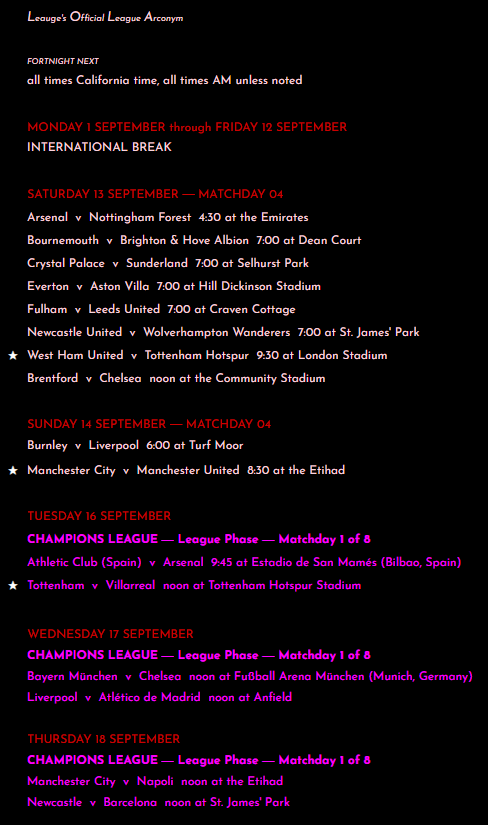 Leauge's Official League Arconym
FORTNIGHT NEXT
all times California time, all times AM unless noted
MONDAY 1 SEPTEMBER through FRIDAY 12 SEPTEMBER
INTERNATIONAL BREAK
SATURDAY 13 SEPTEMBER — MATCHDAY 04
Arsenal v Nottingham Forest 4:30 at the Emirates
Bournemouth v Brighton & Hove Albion 7:00 at Dean Court
Crystal Palace v Sunderland 7:00 at Selhurst Park
Everton v Aston Villa 7:00 at Hill Dickinson Stadium
Fulham v Leeds United 7:00 at Craven Cottage
Newcastle United v Wolverhampton Wanderers 7:00 at St. James' Park
★ West Ham United v Tottenham Hotspur 9:30 at London Stadium
Brentford v Chelsea noon at the Community Stadium
SUNDAY 14 SEPTEMBER — MATCHDAY 04
Burnley v Liverpool 6:00 at Turf Moor
★ Manchester City v Manchester United 8:30 at the Etihad
TUESDAY 16 SEPTEMBER
CHAMPIONS LEAGUE — League Phase — Matchday 1 of 8
Athletic Club (Spain) v Arsenal 9:45 at Estadio de San Mamés (Bilbao, Spain)
★ Tottenham v Villarreal noon at Tottenham Hotspur Stadium
WEDNESDAY 17 SEPTEMBER
CHAMPIONS LEAGUE — League Phase — Matchday 1 of 8
Bayern München v Chelsea noon at Fußball Arena München (Munich, Germany)
Liverpool v Atlético de Madrid noon at Anfield
THURSDAY 18 SEPTEMBER
CHAMPIONS LEAGUE — League Phase — Matchday 1 of 8
Manchester City v Napoli noon at the Etihad
Newcastle v Barcelona noon at St. James' Park